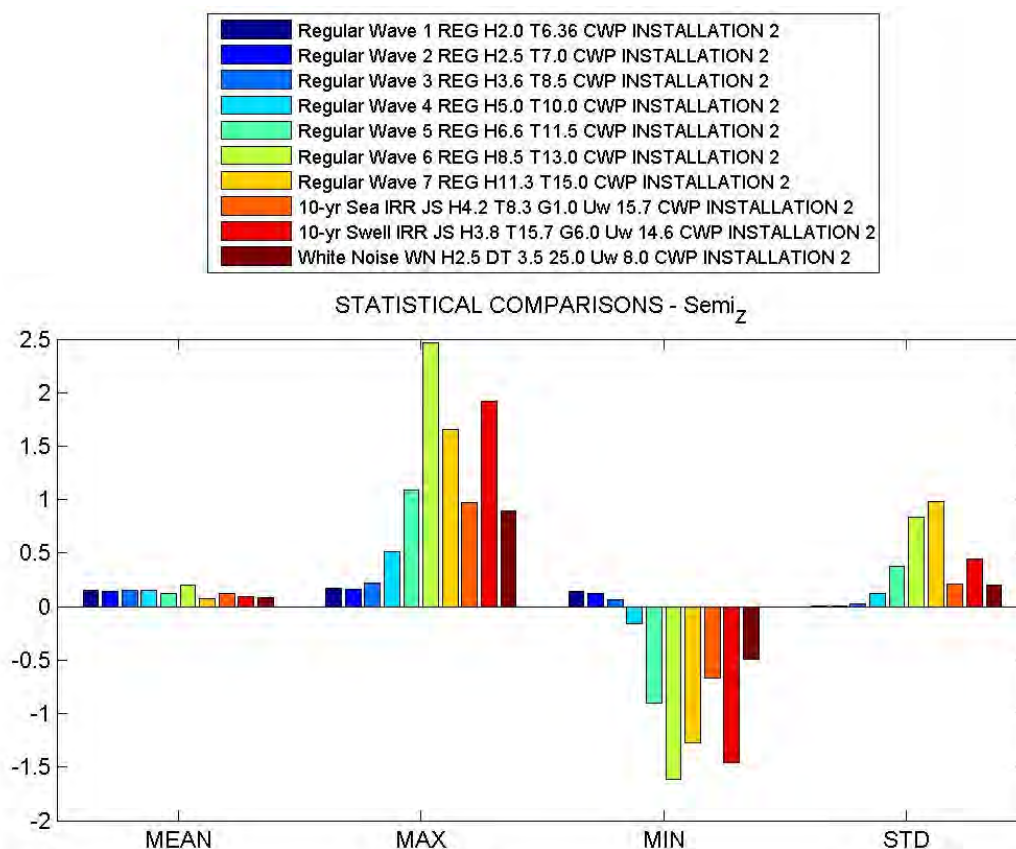 Regular Wave 1 REG H2.0 T6.36 CWP INSTALLATION 2
Regular Wave 2 REG H2.5 T7.0 CWP INSTALLATION 2
Regular Wave 3 REG H3.6 T8.5 CWP INSTALLATION 2
Regular Wave 4 REG H5.0 T10.0 CWP INSTALLATION 2
Regular Wave 5 REG H6.6 T11.5 CWP INSTALLATION 2
Regular Wave 6 REG H8.5 T13.0 CWP INSTALLATION 2
Regular Wave 7 REG H11.3 T15.0 CWP INSTALLATION 2
10-yr Sea IRR JS H4.2 T8.3 G1.0 Uw 15.7 CWP INSTALLATION 2
10-yr Swell IRR JS H3.8 T15.7 G6.0 Uw 14.6 CWP INSTALLATION 2
White Noise WN H2.5 DT 3.5 25.0 Uw 8.0 CWP INSTALLATION 2
STATISTICAL COMPARISONS - Semi_Z
2.5
2
1.5
1
0.5
0
-0.5
-1
-1.5
-2
MEAN MAX MIN STD